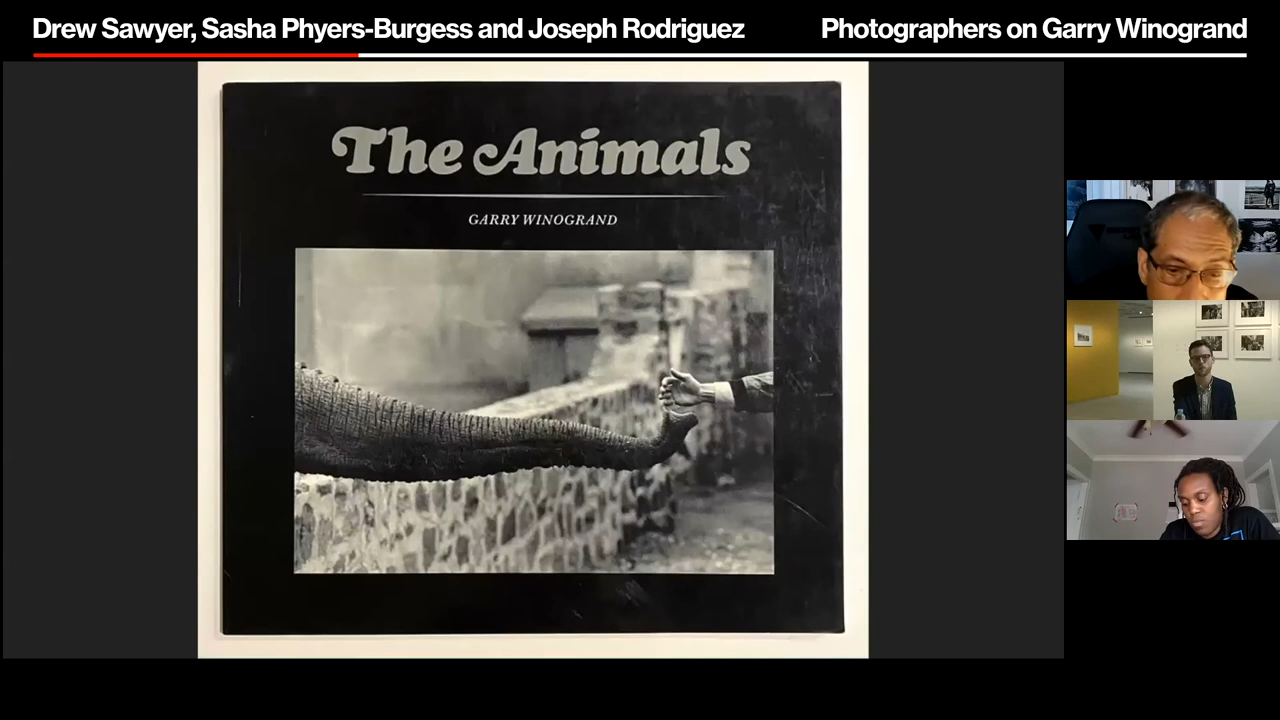 Drew Sawyer, Sasha Phyers-Burgess and Joseph Rodriguez
Photographers on Garry Winogrand
The Animals
GARRY WINOGRAND